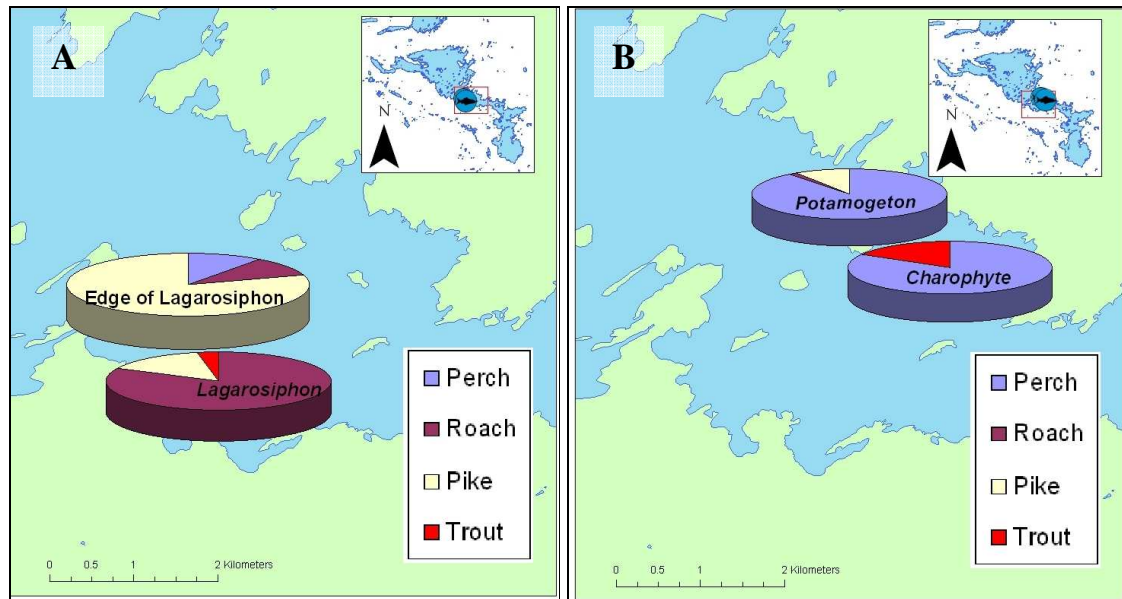 A
N
Edge of Lagarosiphon
Lagarosiphon
Perch
Roach
Pike
Trout
0 0.5 1 2 Kilometers
B
N
Potamogeton
Charophyte
Perch
Roach
Pike
Trout
0 0.5 1 2 Kilometers